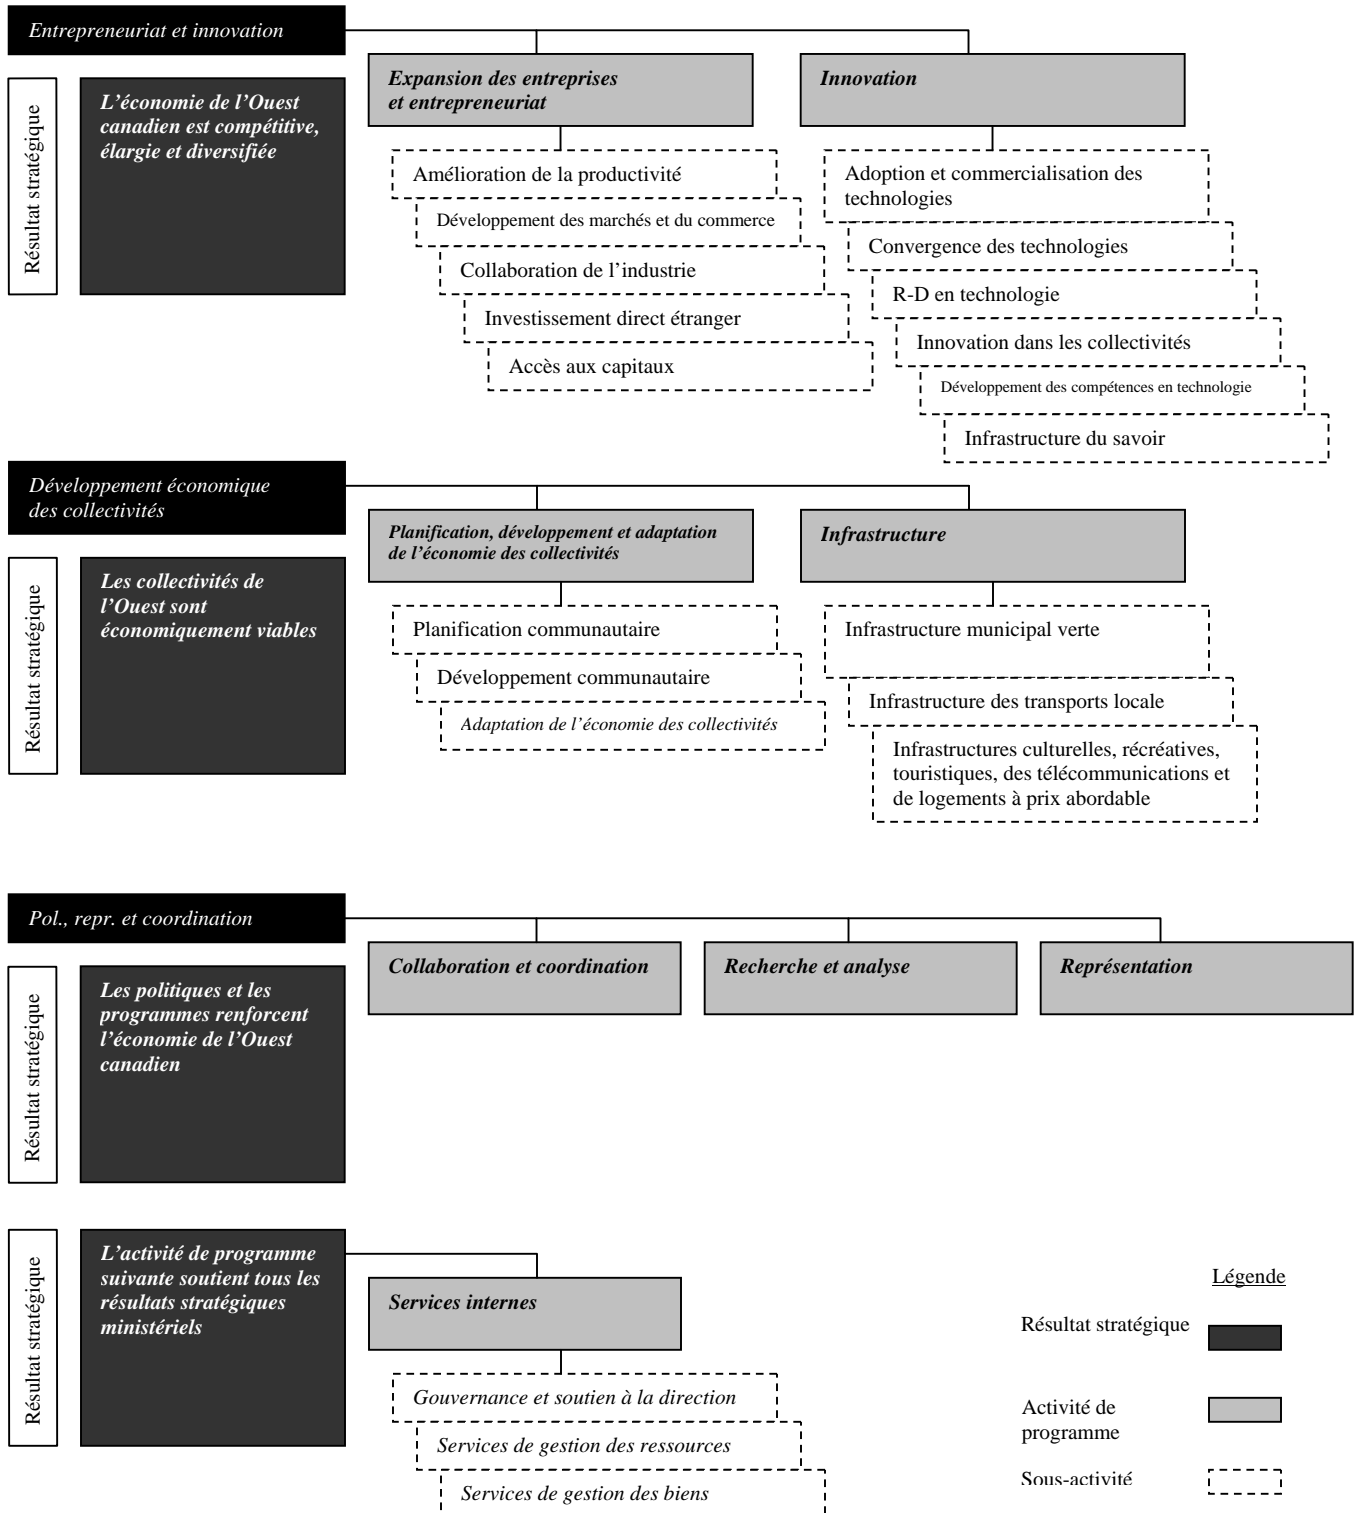 Entrepreneuriat et innovation
Résultat stratégique
L'économie de l'Ouest
canadien est compétitive,
élargie et diversifiée
Expansion des entreprises
et entrepreneuriat
Amélioration de la productivité
Développement des marchés et du commerce
Collaboration de l'industrie
Investissement direct étranger
Accès aux capitaux
Innovation
Adoption et commercialisation des
technologies
Convergence des technologies
R-D en technologie
Innovation dans les collectivités
Développement des compétences en technologie
Infrastructure du savoir
Développement économique
des collectivités
Résultat stratégique
Les collectivités de
l'Ouest sont
économiquement viables
Planification, développement et adaptation
de l'économie des collectivités
Planification communautaire
Développement communautaire
Adaptation de l'économie des collectivités
Infrastructure
Infrastructure municipal verte
Infrastructure des transports locale
Infrastructures culturelles, récréatives,
touristiques, des télécommunications et
de logements à prix abordable
Pol., repr. et coordination
Résultat stratégique
Les politiques et les
programmes renforcent
l'économie de l'Ouest
canadien
Collaboration et coordination
Recherche et analyse
Représentation
Résultat stratégique
L'activité de programme
suivante soutient tous les
résultats stratégiques
ministériels
Services internes
Gouvernance et soutien à la direction
Services de gestion des ressources
Services de gestion des biens
Légende
Résultat stratégique
Activité de
programme
Sous-activité